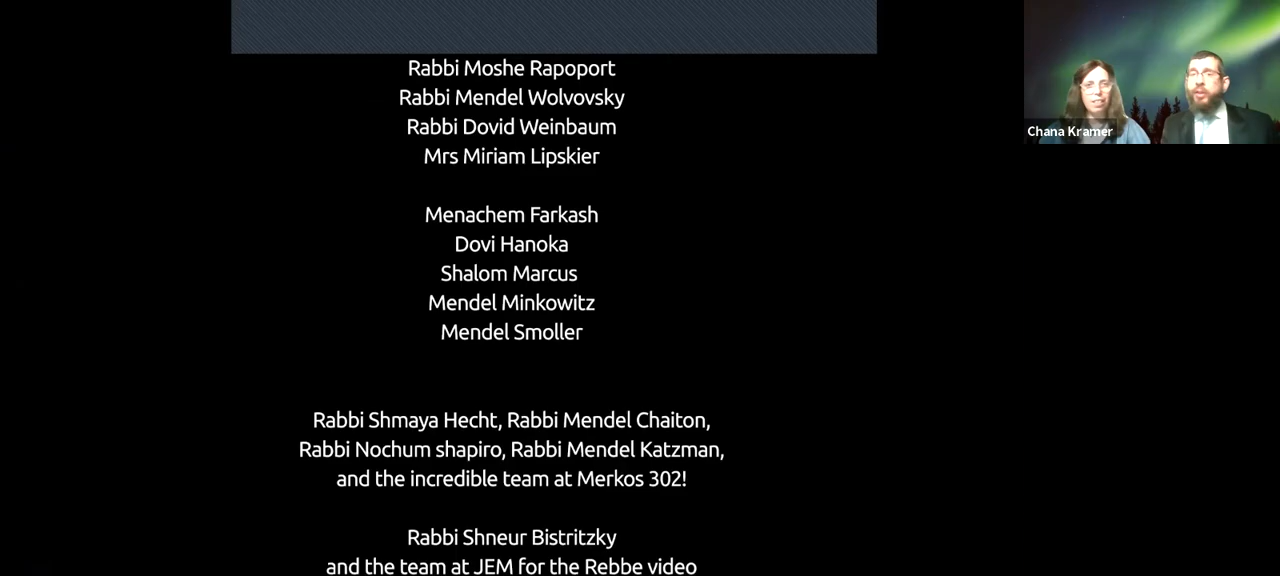 Rabbi Moshe Rapoport
Rabbi Mendel Wolvovsky
Rabbi Dovid Weinbaum
Mrs Miriam Lipskier
Menachem Farkash
Dovi Hanoka
Shalom Marcus
Mendel Minkowitz
Mendel Smoller
Rabbi Shmaya Hecht, Rabbi Mendel Chaiton,
Rabbi Nochum shapiro, Rabbi Mendel Katzman,
and the incredible team at Merkos 302!
Rabbi Shneur Bistritzky
and the team at JEM for the Rebbe video
Chana Kramer